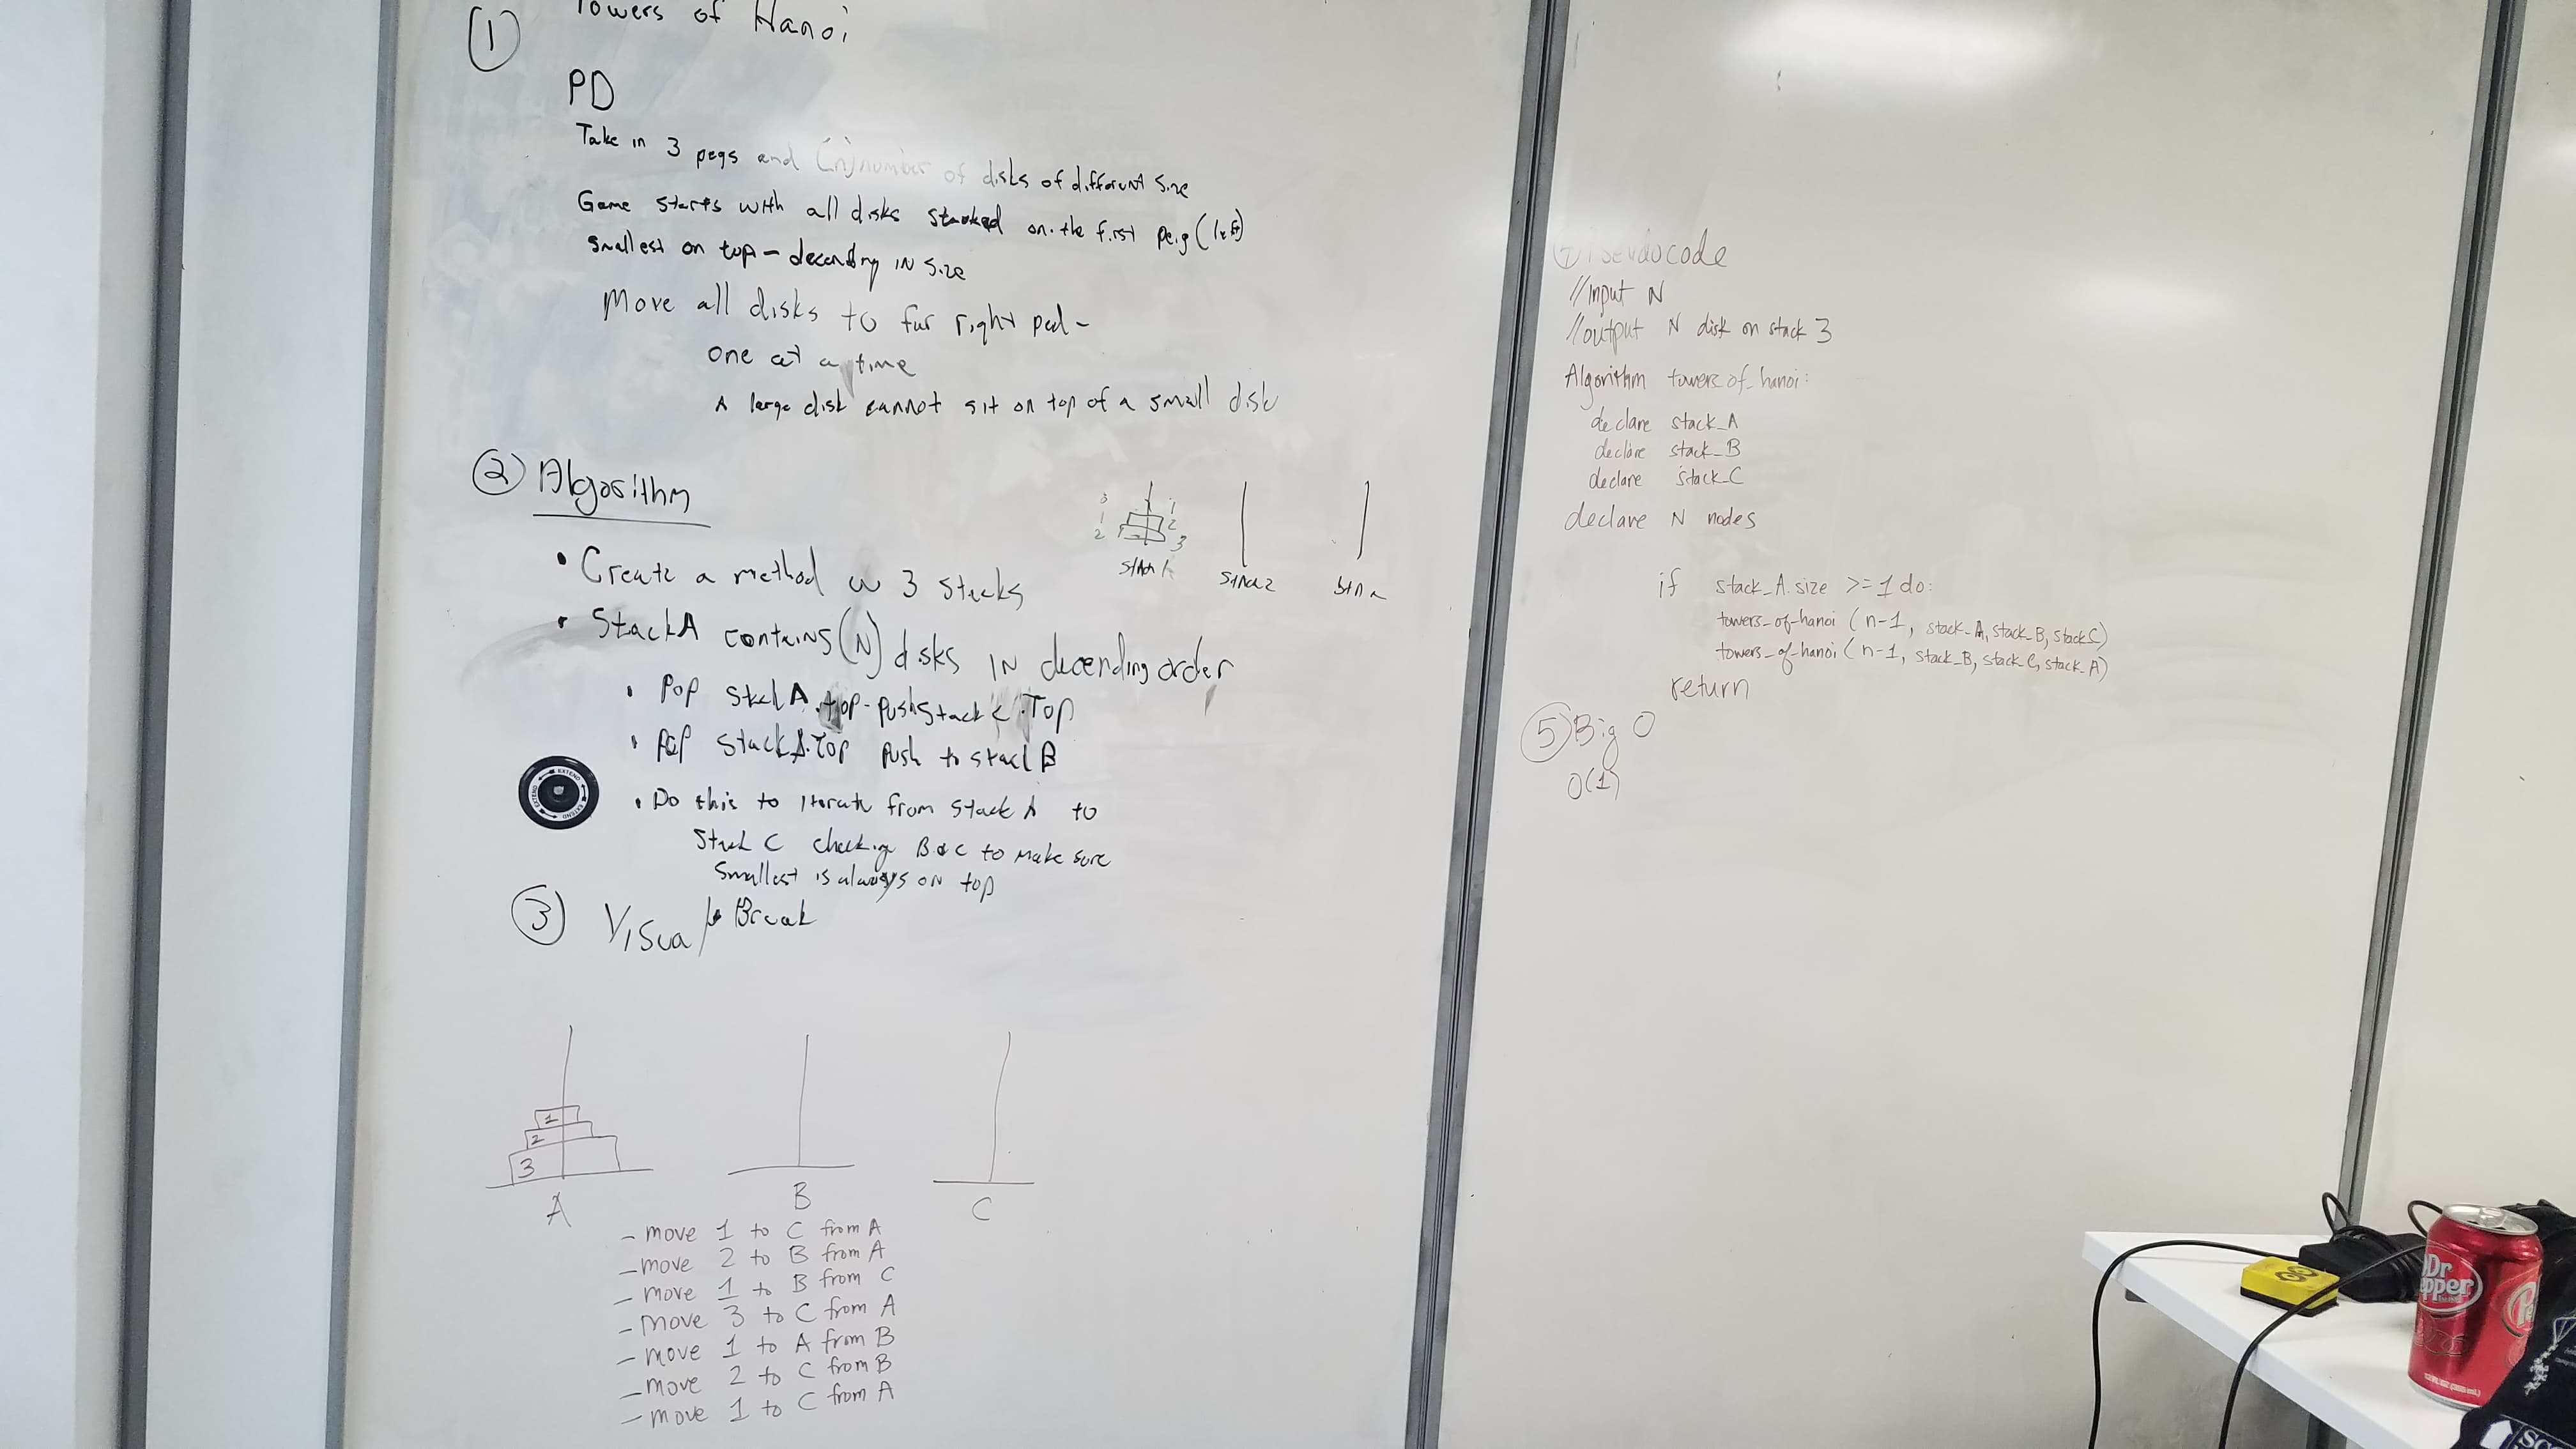 (1) Towers of Hanoi
PD
Take in 3 pegs and (n) number of disks of different size
Game starts with all disks stacked on the first peig (left)
smallest on top - decending IN size
Move all disks to far right ped -
one at a time
A large disk cannot sit on top of a small disk
(2) Algorithm
3 1
1 2
2 3
stack 1 stack 2
• Create a method w 3 stacks
• StackA contains (N) disks IN decending order
• Pop stack A.top - push stack C.Top
• Pop stack A.Top push to stack B
• Do this to iterate from stack A to
Stack C checking B & C to make sure
Smallest is always on top
EXTEND EXTEND EXTEND
(3) Visual / Break
1
2
3
A B C
- move 1 to C from A
- move 2 to B from A
- move 1 to B from C
- move 3 to C from A
- move 1 to A from B
- move 2 to C from B
- move 1 to C from A
(4) Pseudocode
//input N
//output N disk on stack 3
Algorithm towers_of_hanoi:
declare stack_A
declare stack_B
declare stack_C
declare N nodes
if stack_A.size >= 1 do:
towers_of_hanoi (n-1, stack_A, stack_B, stack C)
towers_of_hanoi (n-1, stack_B, stack_C, stack_A)
return
(5) Big O
O(1)
Dr Pepper